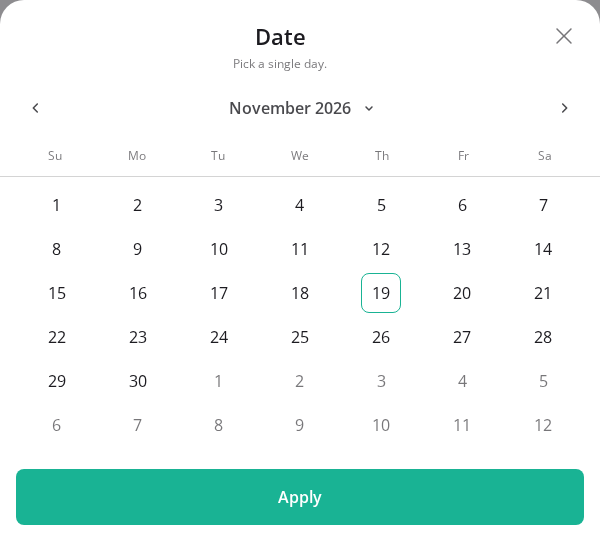 Date
Pick a single day.
November 2026
Su Mo Tu We Th Fr Sa
1 2 3 4 5 6 7
8 9 10 11 12 13 14
15 16 17 18 19 20 21
22 23 24 25 26 27 28
29 30 1 2 3 4 5
6 7 8 9 10 11 12
Apply